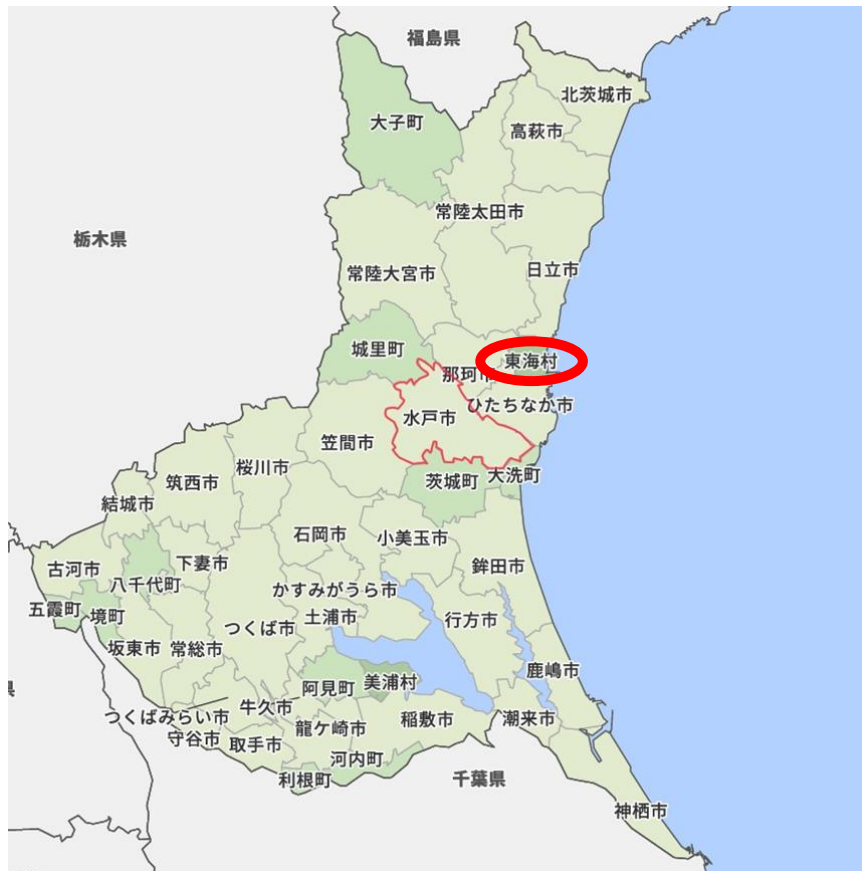 福島県
北茨城市
大子町
高萩市
常陸太田市
栃木県
日立市
常陸大宮市
城里町
東海村
那珂市
ひたちなか市
水戸市
笠間市
桜川市
大洗町
筑西市
茨城町
結城市
石岡市
小美玉市
下妻市
鉾田市
古河市
八千代町
かすみがうら市
五霞町
境町
土浦市
行方市
つくば市
坂東市
常総市
鹿嶋市
美浦村
阿見町
牛久市
つくばみらい市
稲敷市
潮来市
龍ケ崎市
守谷市
取手市
河内町
利根町
千葉県
神栖市